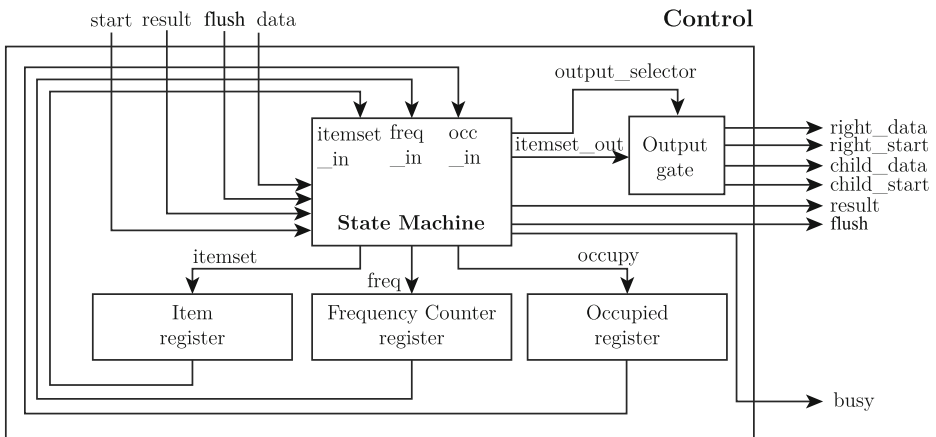 Control
start result flush data
output_selector
itemset
_in
freq
_in
occ
_in
itemset_out
Output
gate
right_data
right_start
child_data
child_start
result
flush
State Machine
itemset
freq
occupy
Item
register
Frequency Counter
register
Occupied
register
busy